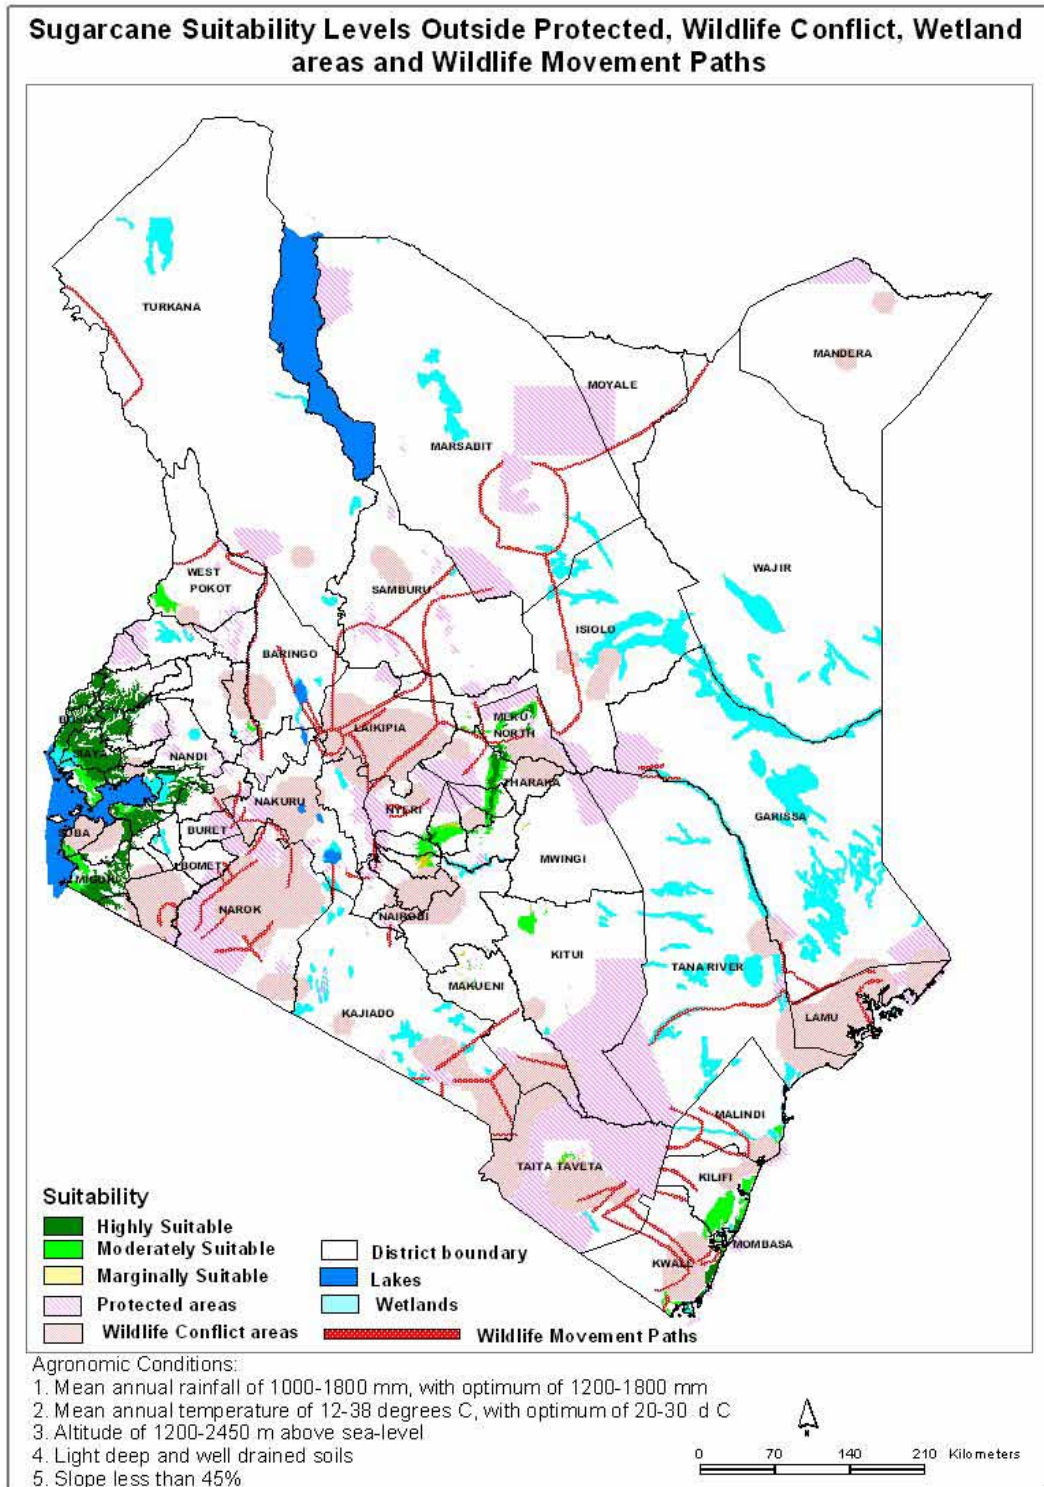 Sugarcane Suitability Levels Outside Protected, Wildlife Conflict, Wetland
areas and Wildlife Movement Paths
TURKANA
MANDERA
MOYALE
MARSABIT
WAJIR
WEST
POKOT
SAMBURU
ISIOLO
BARINGO
MERU
NORTH
LAIKIPIA
NANDI
THARAKA
NAKURU
NYERI
GARISSA
SUBA
BURET
MWINGI
BOMET
NAROK
NAIROBI
KITUI
TANA RIVER
MAKUENI
KAJIADO
LAMU
MALINDI
TAITA TAVETA
KILIFI
MOMBASA
KWALE
Suitability
Highly Suitable
Moderately Suitable
Marginally Suitable
Protected areas
Wildlife Conflict areas
District boundary
Lakes
Wetlands
Wildlife Movement Paths
Agronomic Conditions:
1. Mean annual rainfall of 1000-1800 mm, with optimum of 1200-1800 mm
2. Mean annual temperature of 12-38 degrees C, with optimum of 20-30 d C
3. Altitude of 1200-2450 m above sea-level
4. Light deep and well drained soils
5. Slope less than 45%
N
0 70 140 210 Kilometers